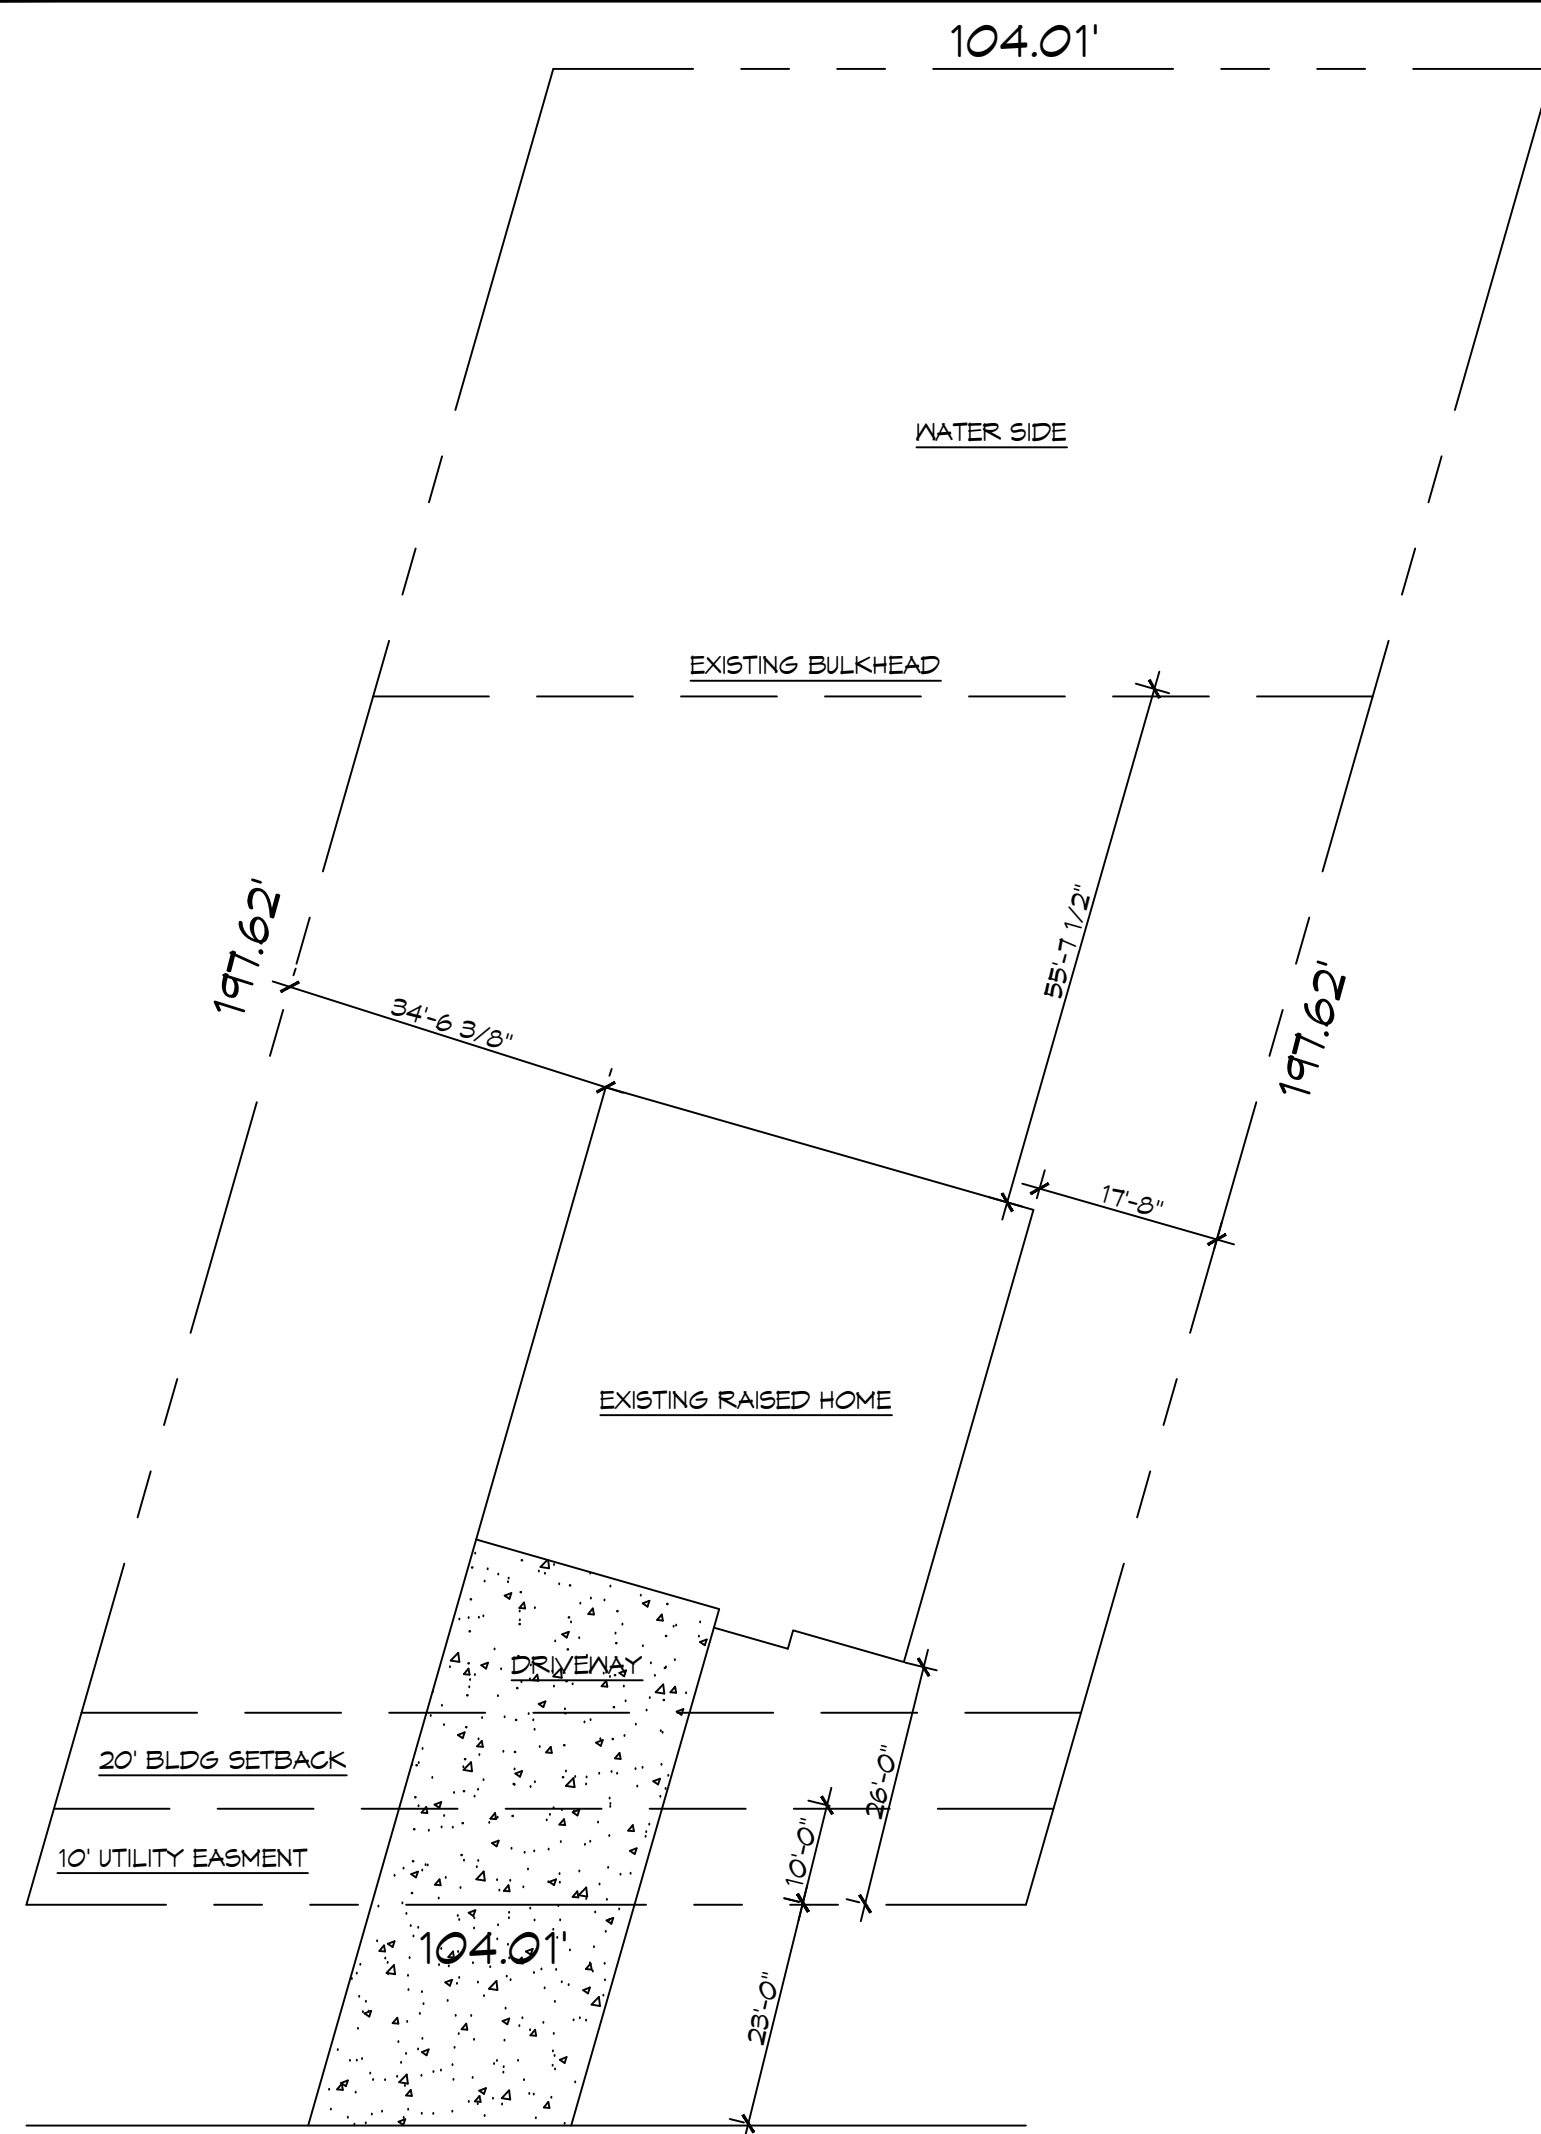 104.01'
WATER SIDE
EXISTING BULKHEAD
197.62'
55'-7 1/2"
197.62'
34'-6 3/8"
17'-8"
EXISTING RAISED HOME
DRIVEWAY
20' BLDG SETBACK
26'-0"
10'-0"
10' UTILITY EASMENT
104.01'
23'-0"